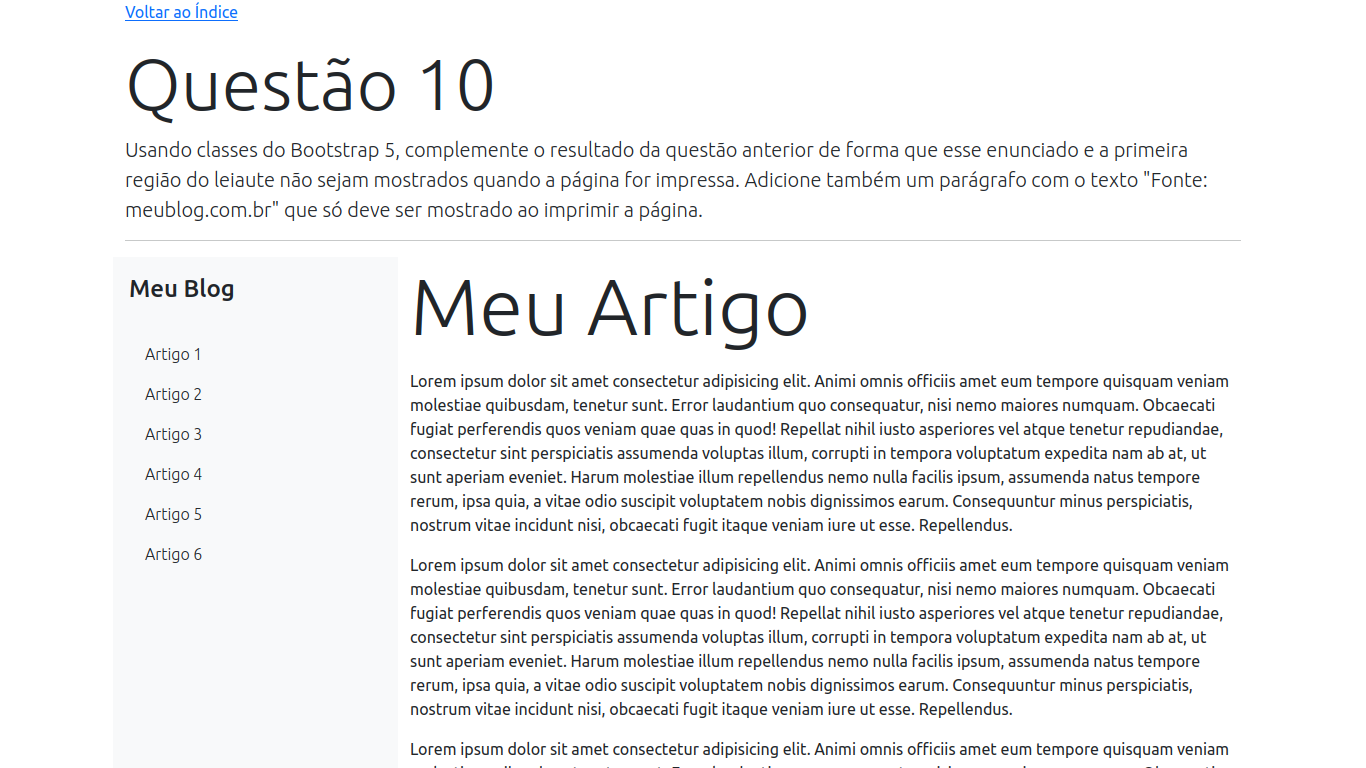 Voltar ao Índice
Questão 10
Usando classes do Bootstrap 5, complemente o resultado da questão anterior de forma que esse enunciado e a primeira
região do leiaute não sejam mostrados quando a página for impressa. Adicione também um parágrafo com o texto "Fonte:
meublog.com.br" que só deve ser mostrado ao imprimir a página.
Meu Blog
Artigo 1
Artigo 2
Artigo 3
Artigo 4
Artigo 5
Artigo 6
Meu Artigo
Lorem ipsum dolor sit amet consectetur adipisicing elit. Animi omnis officiis amet eum tempore quisquam veniam
molestiae quibusdam, tenetur sunt. Error laudantium quo consequatur, nisi nemo maiores numquam. Obcaecati
fugiat perferendis quos veniam quae quas in quod! Repellat nihil iusto asperiores vel atque tenetur repudiandae,
consectetur sint perspiciatis assumenda voluptas illum, corrupti in tempora voluptatum expedita nam ab at, ut
sunt aperiam eveniet. Harum molestiae illum repellendus nemo nulla facilis ipsum, assumenda natus tempore
rerum, ipsa quia, a vitae odio suscipit voluptatem nobis dignissimos earum. Consequuntur minus perspiciatis,
nostrum vitae incidunt nisi, obcaecati fugit itaque veniam iure ut esse. Repellendus.
Lorem ipsum dolor sit amet consectetur adipisicing elit. Animi omnis officiis amet eum tempore quisquam veniam
molestiae quibusdam, tenetur sunt. Error laudantium quo consequatur, nisi nemo maiores numquam. Obcaecati
fugiat perferendis quos veniam quae quas in quod! Repellat nihil iusto asperiores vel atque tenetur repudiandae,
consectetur sint perspiciatis assumenda voluptas illum, corrupti in tempora voluptatum expedita nam ab at, ut
sunt aperiam eveniet. Harum molestiae illum repellendus nemo nulla facilis ipsum, assumenda natus tempore
rerum, ipsa quia, a vitae odio suscipit voluptatem nobis dignissimos earum. Consequuntur minus perspiciatis,
nostrum vitae incidunt nisi, obcaecati fugit itaque veniam iure ut esse. Repellendus.
Lorem ipsum dolor sit amet consectetur adipisicing elit. Animi omnis officiis amet eum tempore quisquam veniam